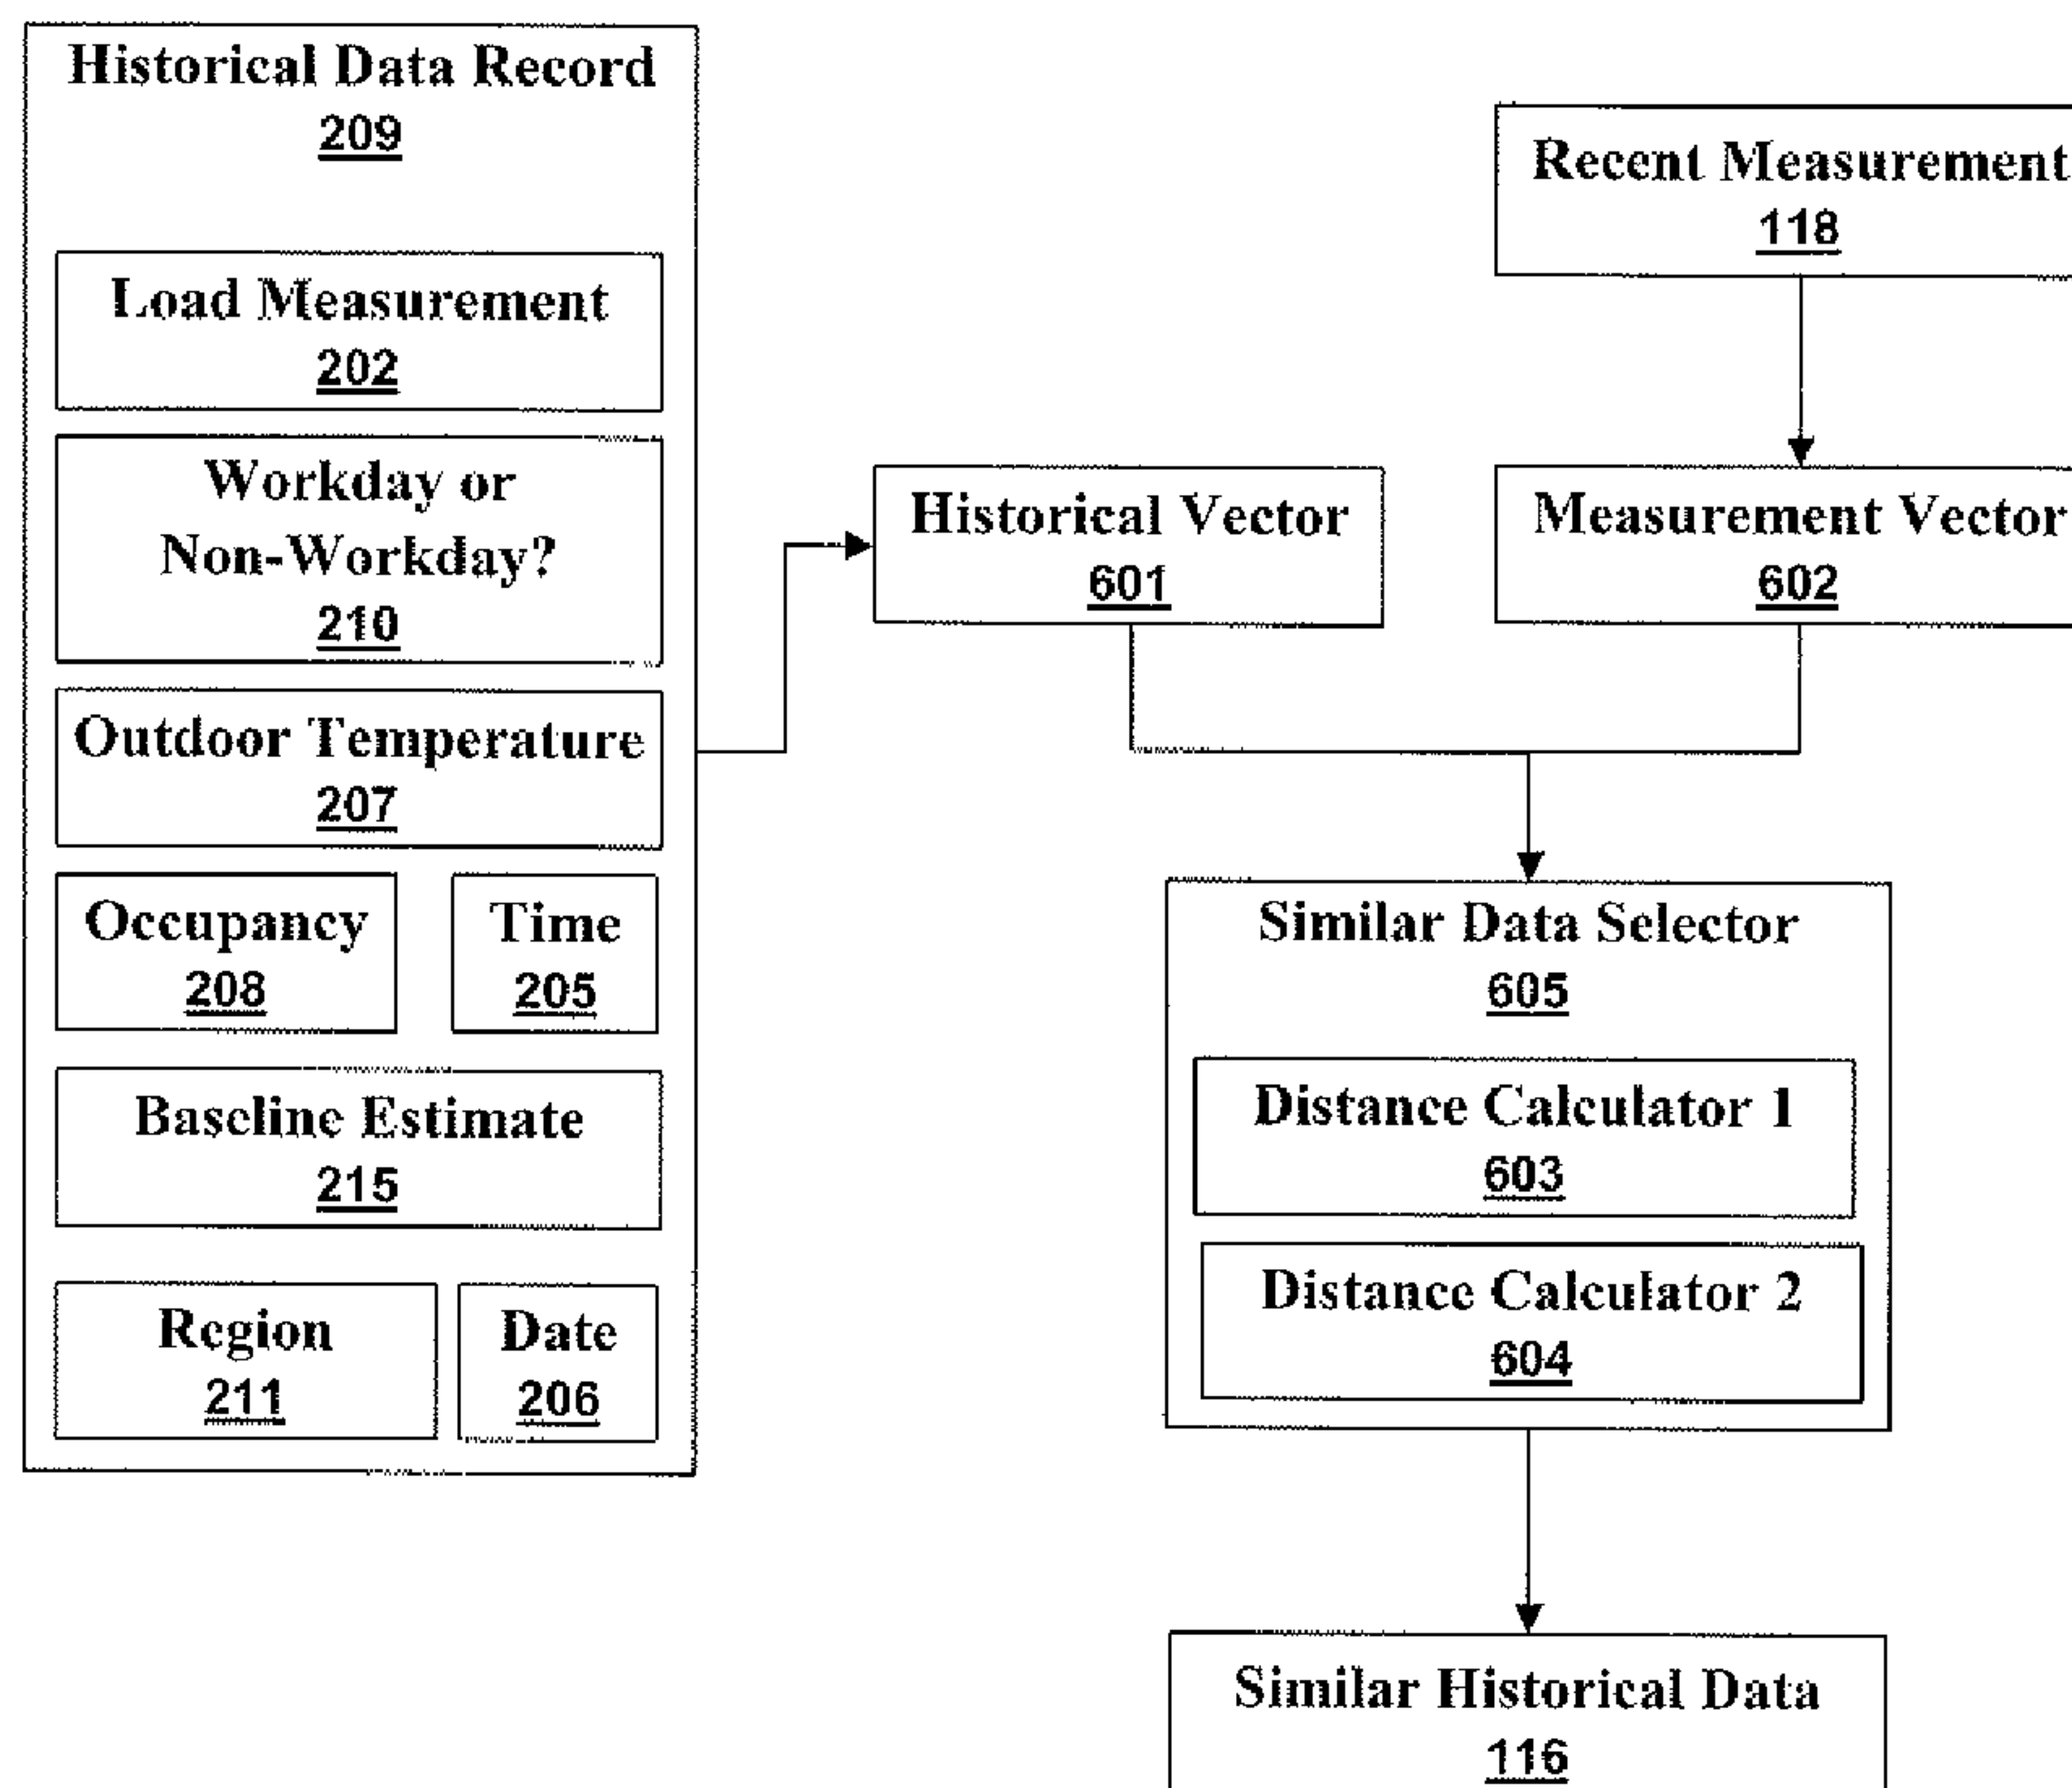 Historical Data Record
209
Load Measurement
202
Workday or
Non-Workday?
210
Outdoor Temperature
207
Occupancy
208
Time
205
Baseline Estimate
215
Region
211
Date
206
Recent Measurement
118
Historical Vector
601
Measurement Vector
602
Similar Data Selector
605
Distance Calculator 1
603
Distance Calculator 2
604
Similar Historical Data
116